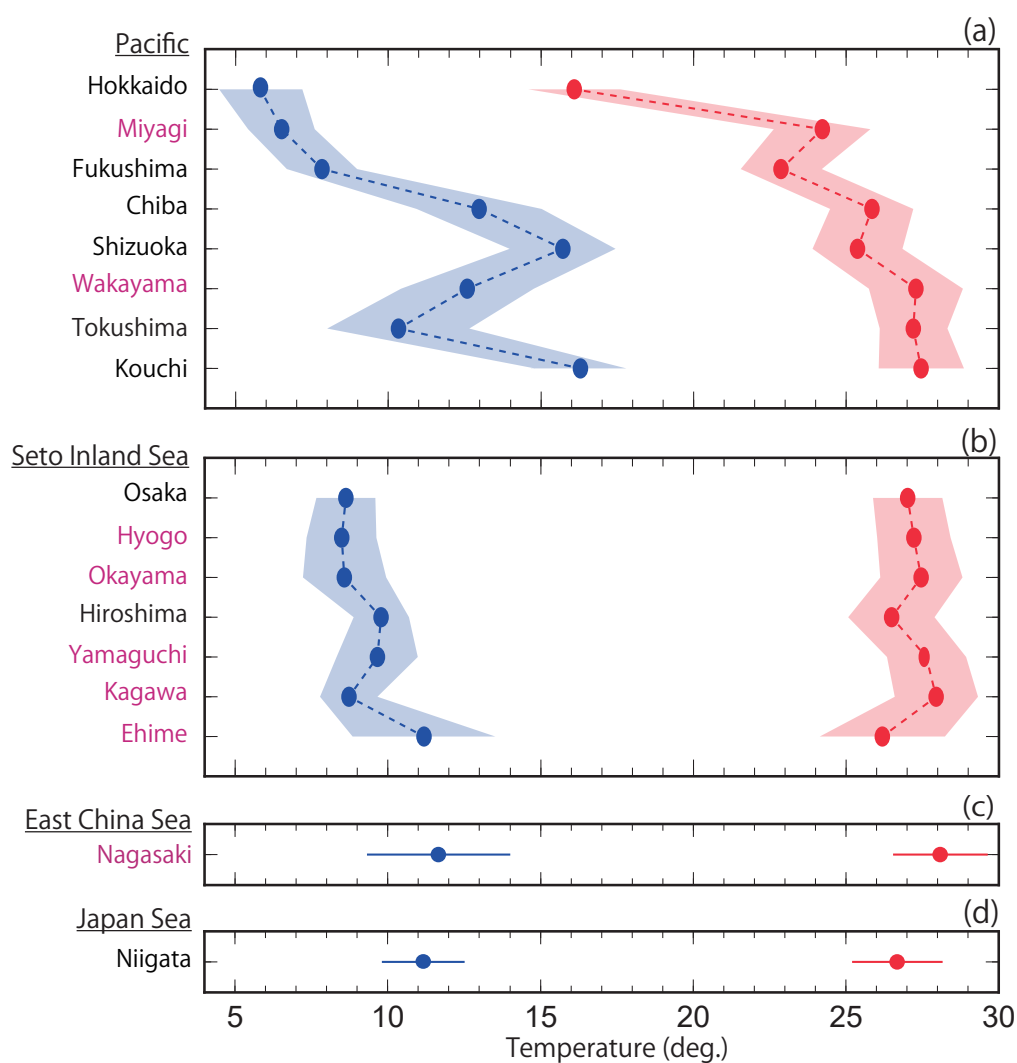 (a)
Pacific
Hokkaido
Miyagi
Fukushima
Chiba
Shizuoka
Wakayama
Tokushima
Kouchi
(b)
Seto Inland Sea
Osaka
Hyogo
Okayama
Hiroshima
Yamaguchi
Kagawa
Ehime
(c)
East China Sea
Nagasaki
(d)
Japan Sea
Niigata
5 10 15 20 25 30
Temperature (deg.)